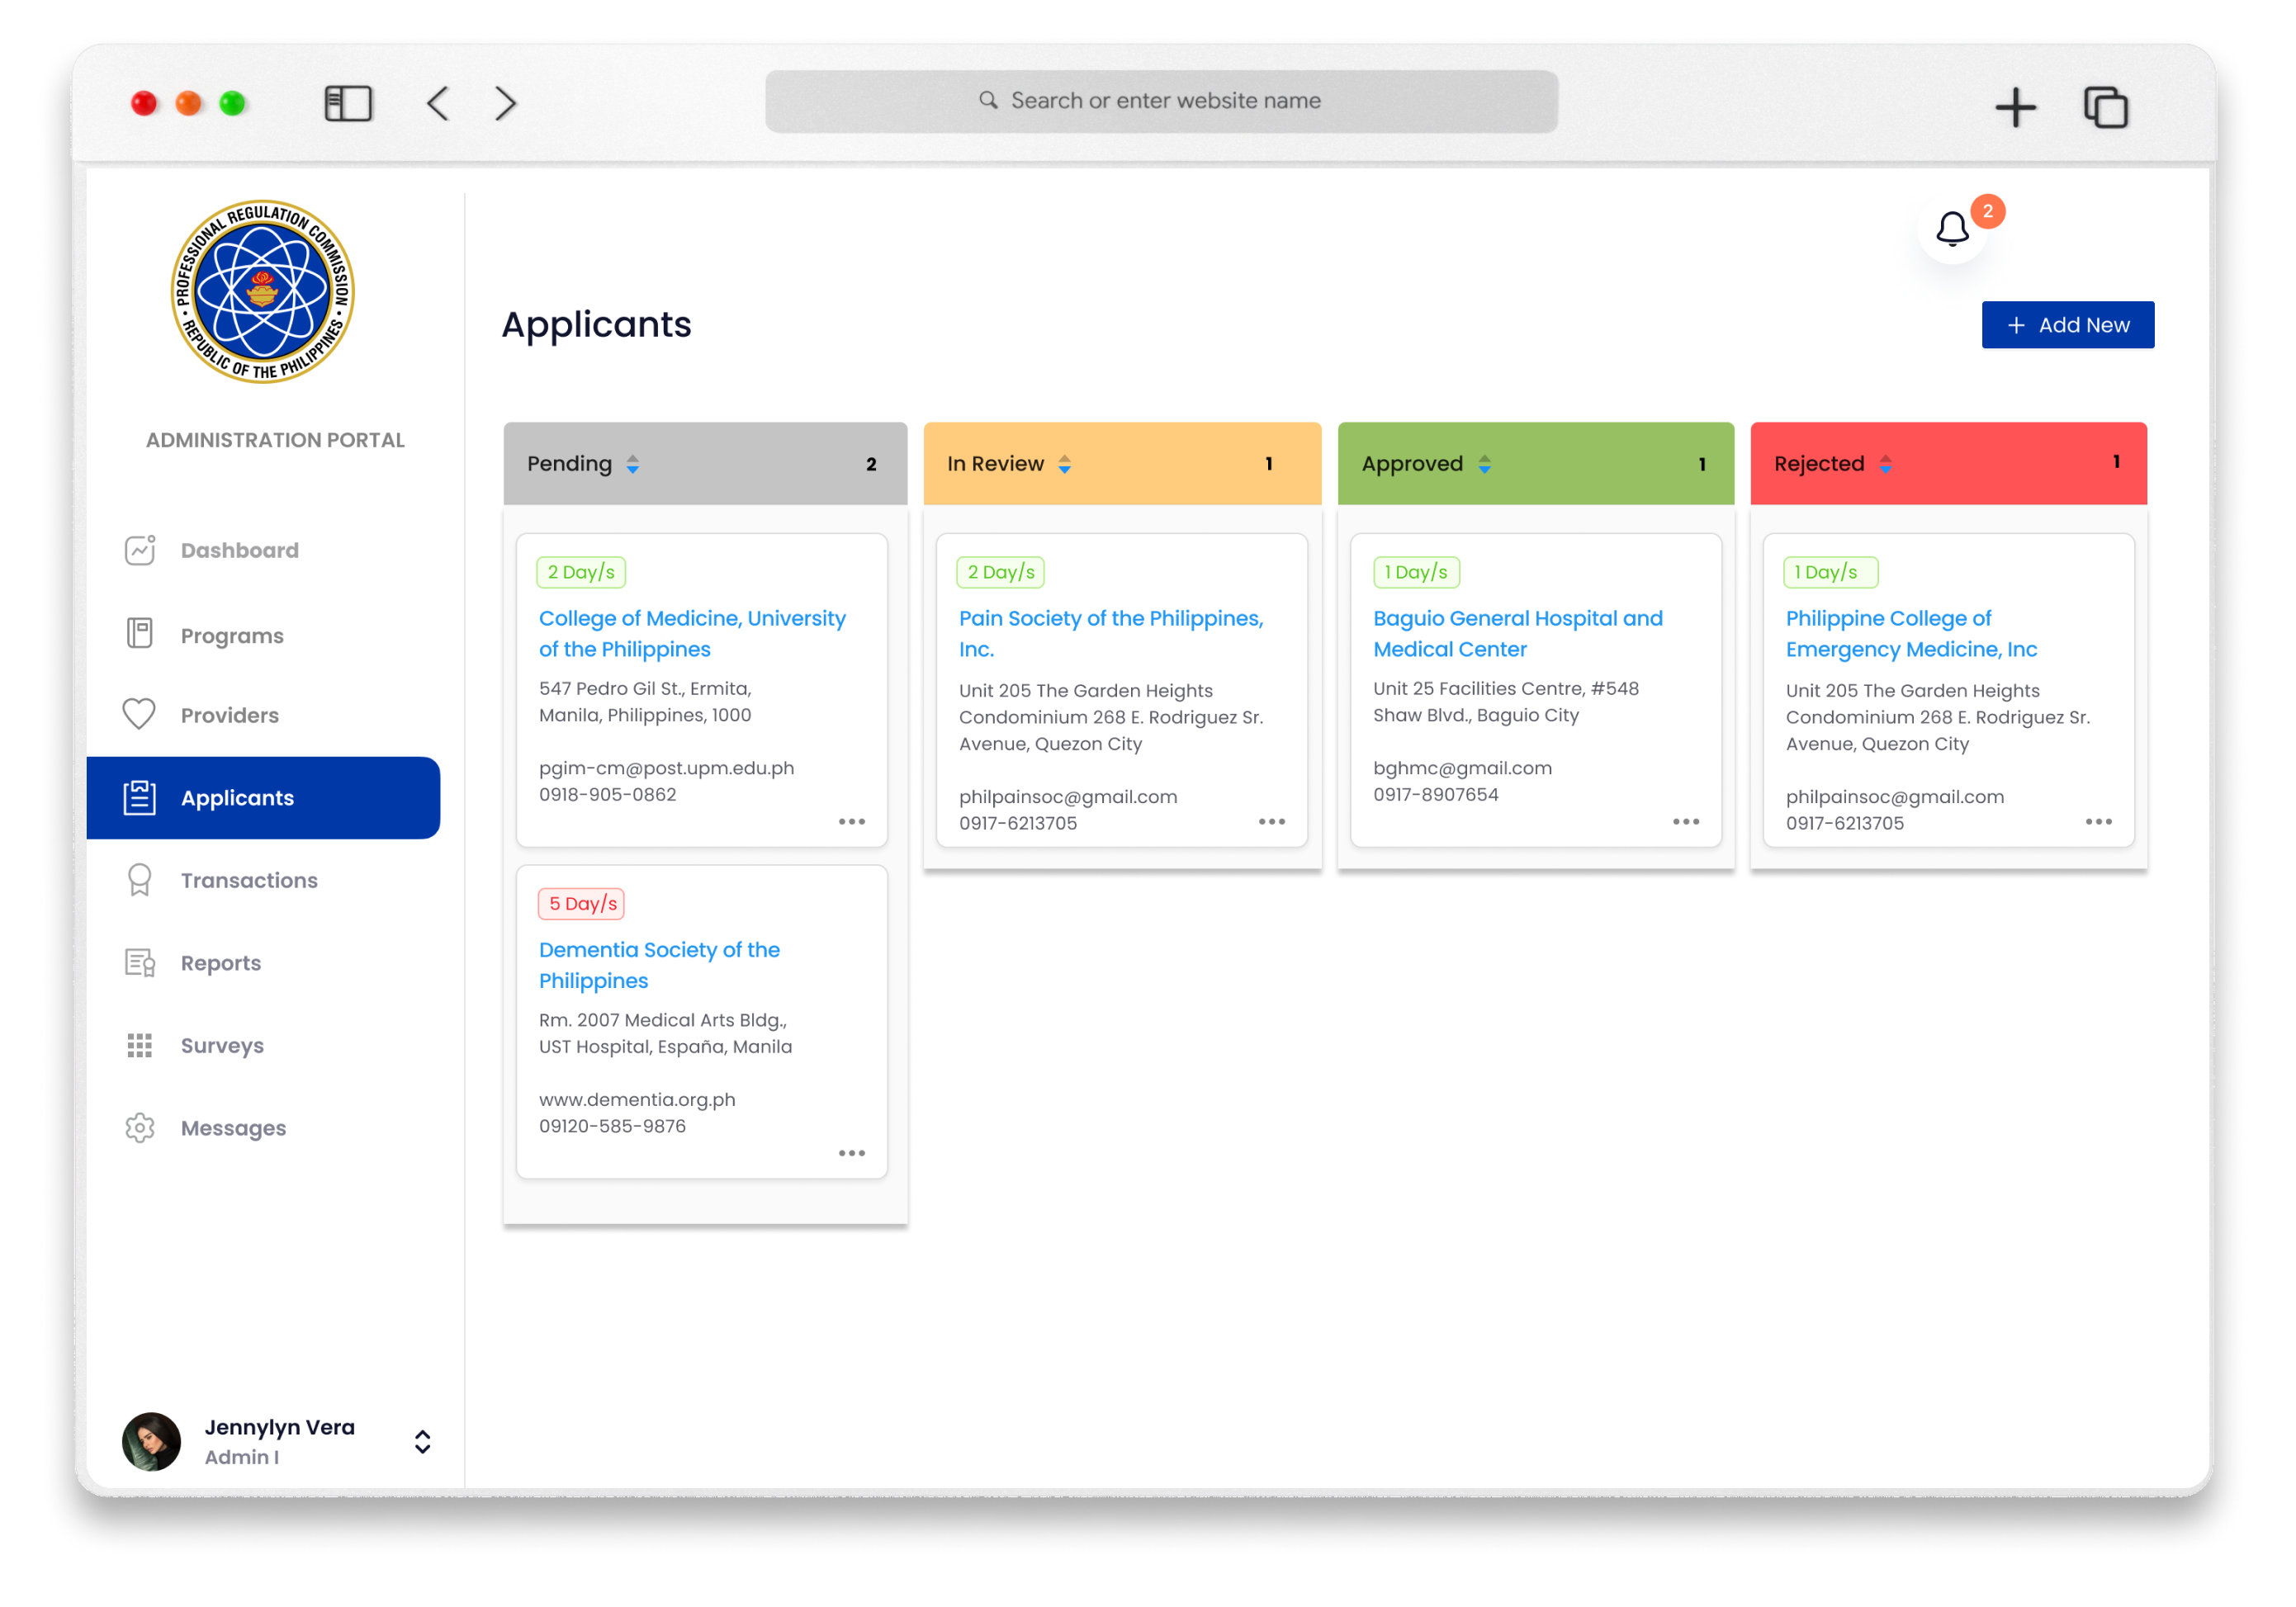 Search or enter website name
PROFESSIONAL REGULATION COMMISSION
• REPUBLIC OF THE PHILIPPINES •
ADMINISTRATION PORTAL
Dashboard
Programs
Providers
Applicants
Transactions
Reports
Surveys
Messages
Jennylyn Vera
Admin I
2
Applicants
+ Add New
Pending 2
2 Day/s
College of Medicine, University
of the Philippines
547 Pedro Gil St., Ermita,
Manila, Philippines, 1000
pgim-cm@post.upm.edu.ph
0918-905-0862
5 Day/s
Dementia Society of the
Philippines
Rm. 2007 Medical Arts Bldg.,
UST Hospital, España, Manila
www.dementia.org.ph
09120-585-9876
In Review 1
2 Day/s
Pain Society of the Philippines,
Inc.
Unit 205 The Garden Heights
Condominium 268 E. Rodriguez Sr.
Avenue, Quezon City
philpainsoc@gmail.com
0917-6213705
Approved 1
1 Day/s
Baguio General Hospital and
Medical Center
Unit 25 Facilities Centre, #548
Shaw Blvd., Baguio City
bghmc@gmail.com
0917-8907654
Rejected 1
1 Day/s
Philippine College of
Emergency Medicine, Inc
Unit 205 The Garden Heights
Condominium 268 E. Rodriguez Sr.
Avenue, Quezon City
philpainsoc@gmail.com
0917-6213705